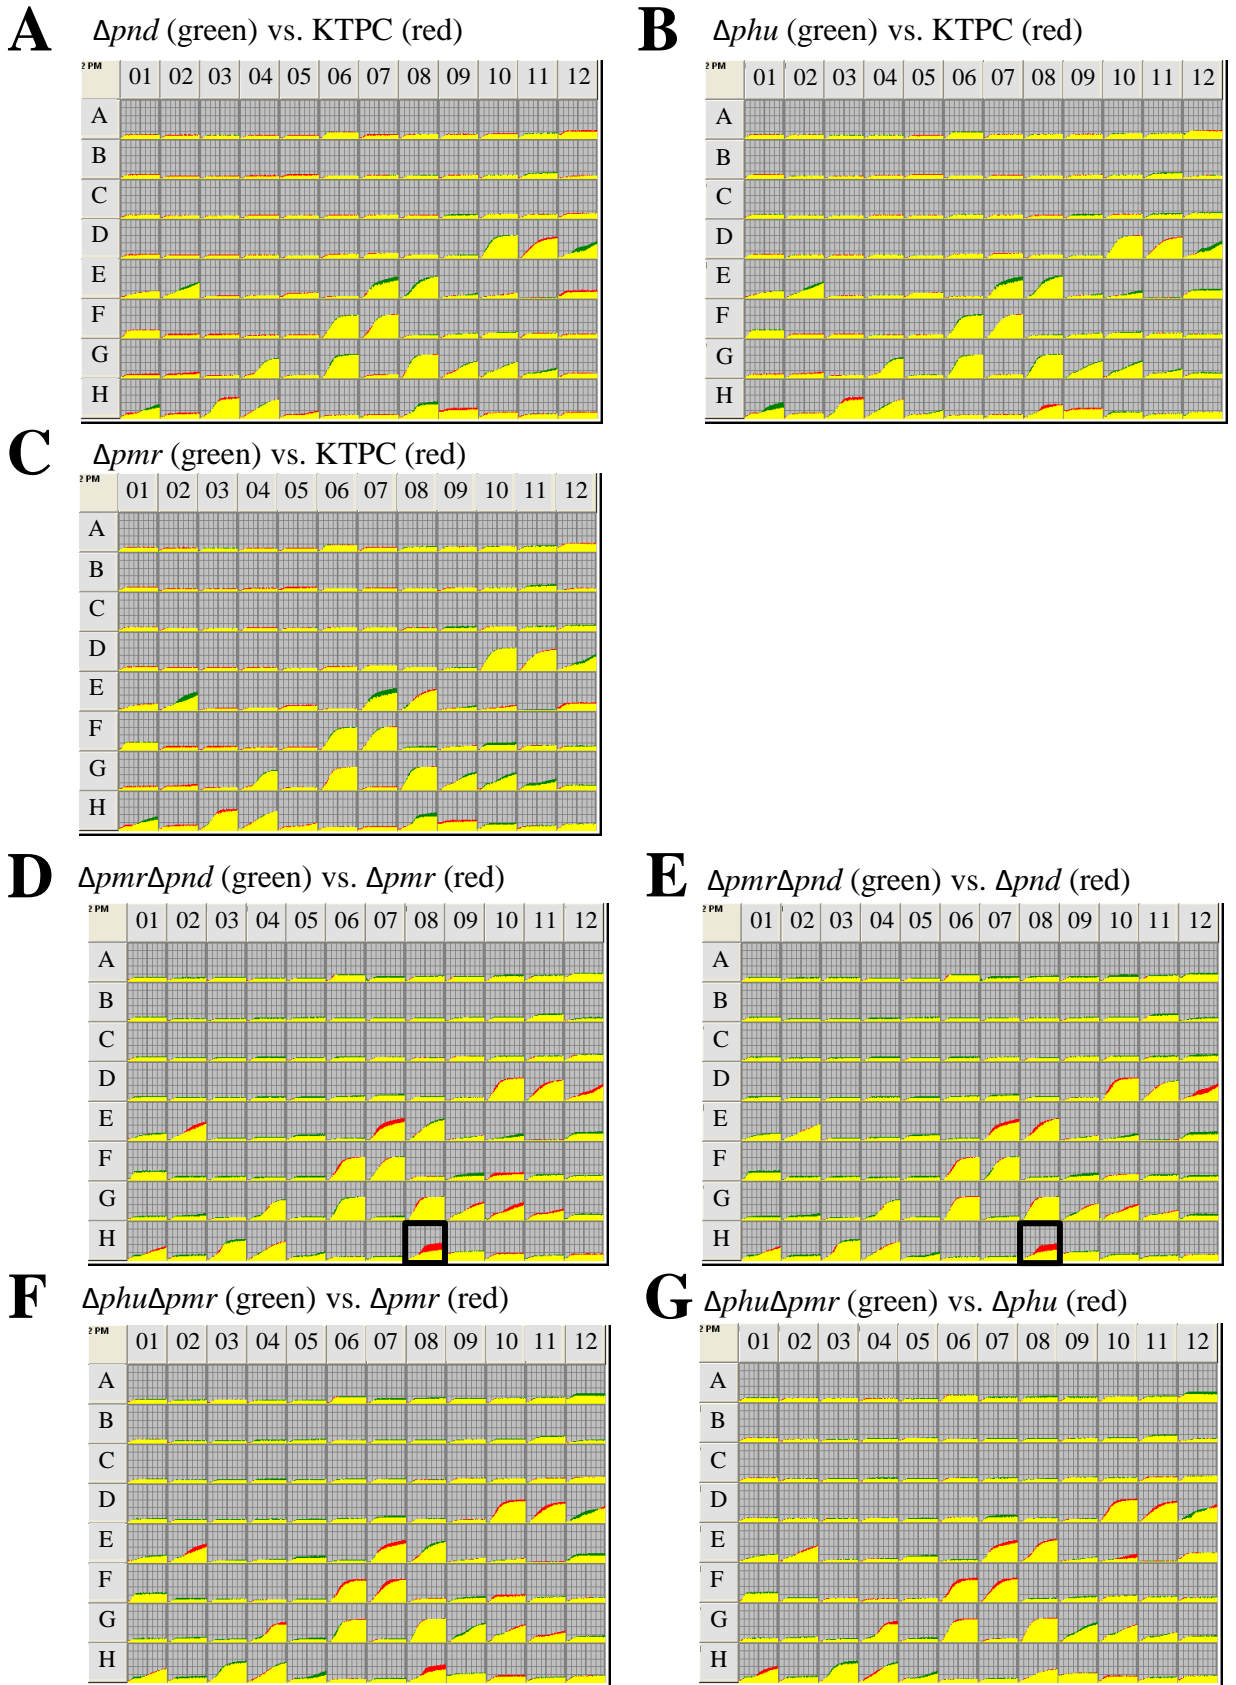 A Δpnd (green) vs. KTPC (red)
2 PM 01 02 03 04 05 06 07 08 09 10 11 12
A
B
C
D
E
F
G
H
B Δphu (green) vs. KTPC (red)
2 PM 01 02 03 04 05 06 07 08 09 10 11 12
A
B
C
D
E
F
G
H
C Δpmr (green) vs. KTPC (red)
2 PM 01 02 03 04 05 06 07 08 09 10 11 12
A
B
C
D
E
F
G
H
D ΔpmrΔpnd (green) vs. Δpmr (red)
2 PM 01 02 03 04 05 06 07 08 09 10 11 12
A
B
C
D
E
F
G
H
E ΔpmrΔpnd (green) vs. Δpnd (red)
2 PM 01 02 03 04 05 06 07 08 09 10 11 12
A
B
C
D
E
F
G
H
F ΔphuΔpmr (green) vs. Δpmr (red)
2 PM 01 02 03 04 05 06 07 08 09 10 11 12
A
B
C
D
E
F
G
H
G ΔphuΔpmr (green) vs. Δphu (red)
2 PM 01 02 03 04 05 06 07 08 09 10 11 12
A
B
C
D
E
F
G
H